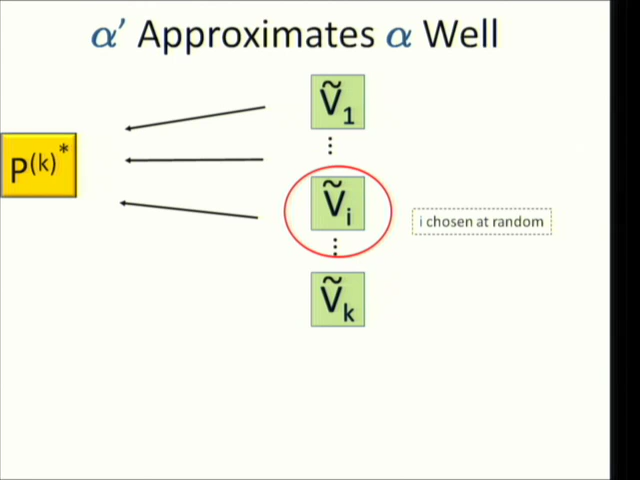 α’ Approximates α Well
Ṽ1
P(k)*
Ṽi
i chosen at random
Ṽk